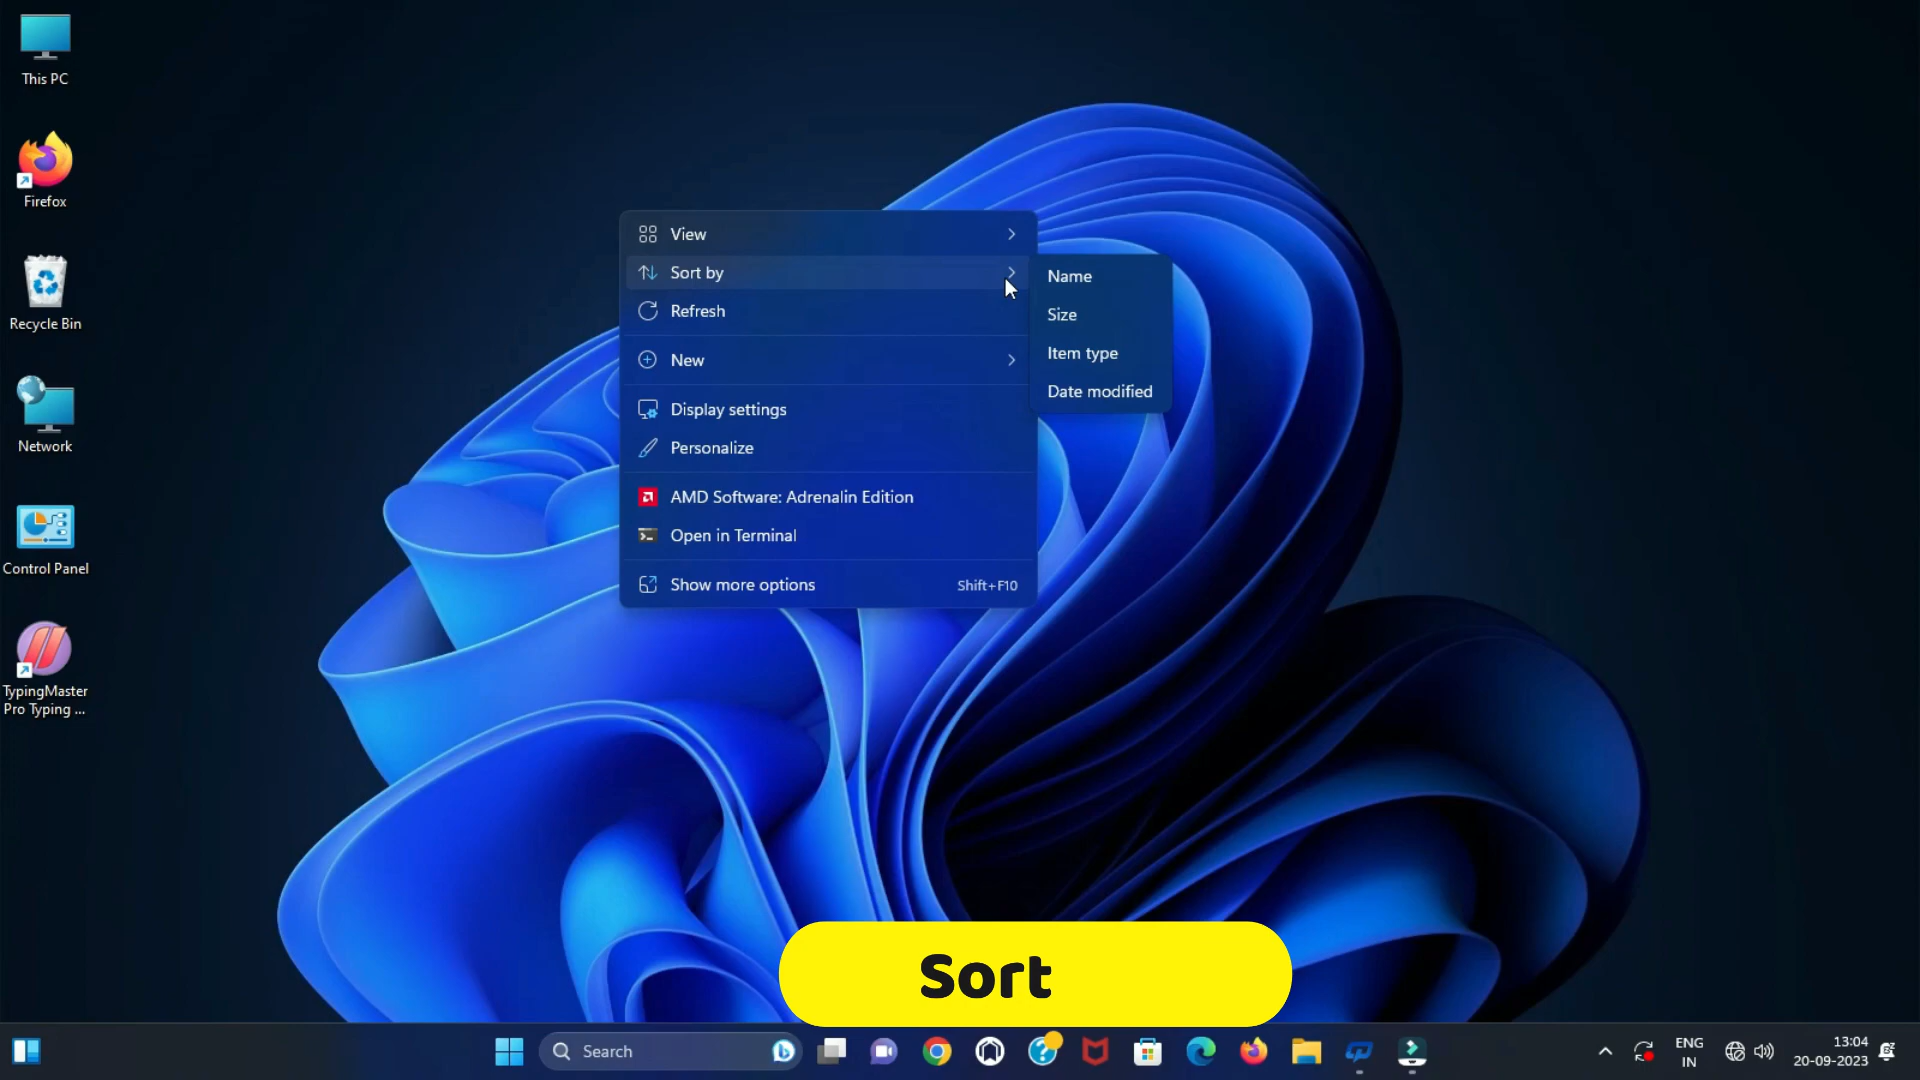 This PC
Firefox
Recycle Bin
Network
Control Panel
TypingMaster
Pro Typing ...
View
Sort by
Refresh
New
Display settings
Personalize
AMD Software: Adrenalin Edition
Open in Terminal
Show more options Shift+F10
Name
Size
Item type
Date modified
Sort
Search
ENG
IN
13:04
20-09-2023